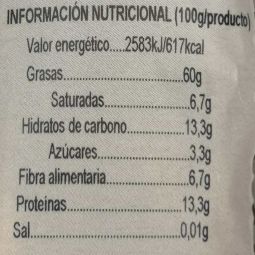 INFORMACIÓN NUTRICIONAL (100g/producto)
Valor energético.....2583kJ/617kcal
Grasas..............................60g
Saturadas.........................6,7g
Hidratos de carbono...............13,3g
Azúcares..........................3,3g
Fibra alimentaria.................6,7g
Proteínas.........................13,3g
Sal...............................0,01g